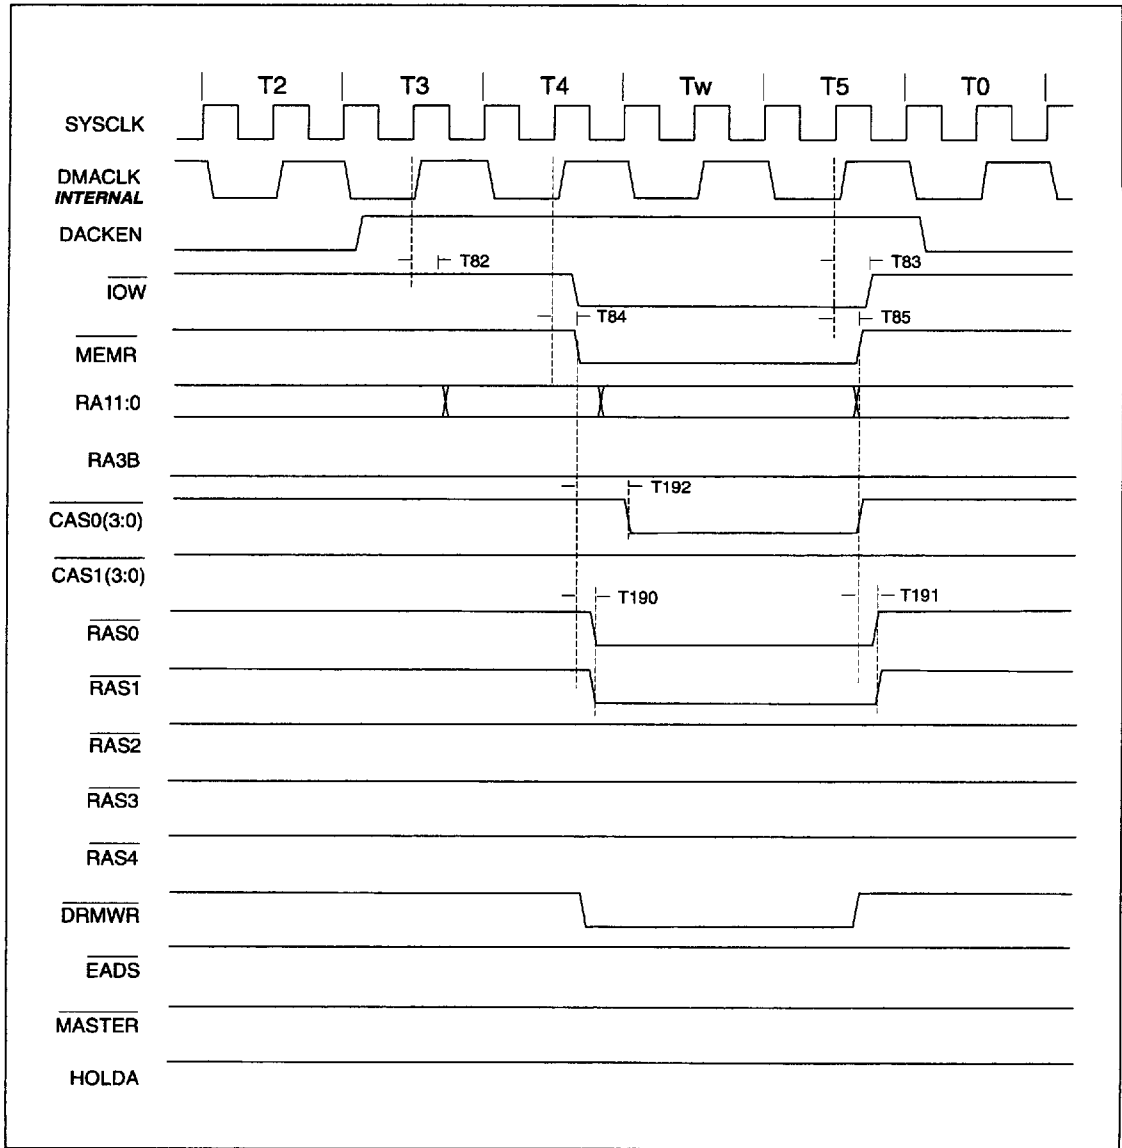 T2 T3 T4 Tw T5 T0
SYSCLK
DMACLK
INTERNAL
DACKEN
T82 T83
IOW
T84 T85
MEMR
RA11:0
RA3B
T192
CAS0(3:0)
CAS1(3:0)
T190 T191
RAS0
RAS1
RAS2
RAS3
RAS4
DRMWR
EADS
MASTER
HOLDA